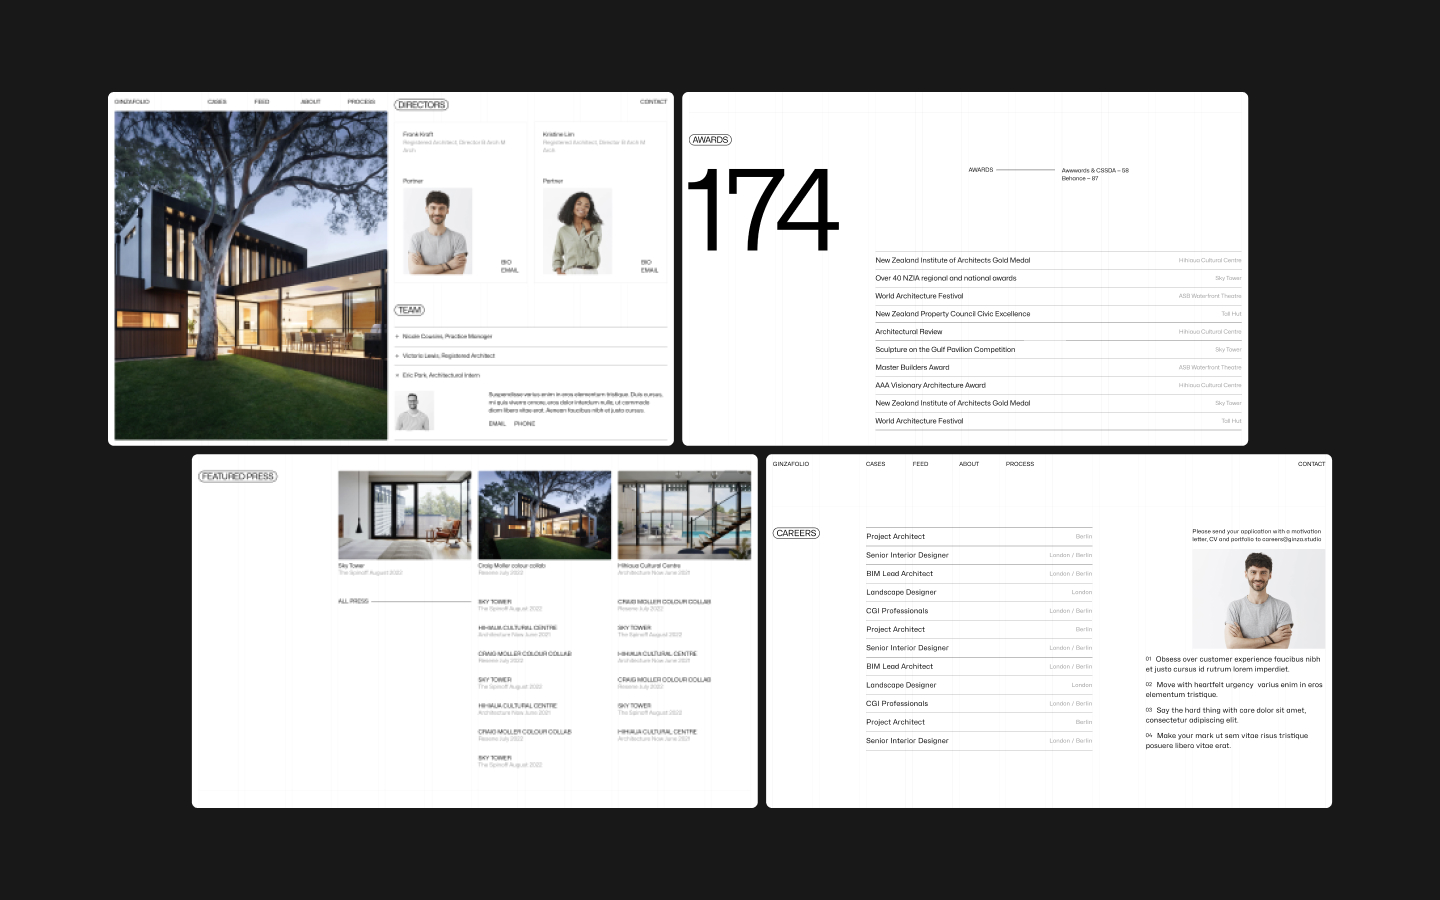 GINZAFOLIO CASES FEED ABOUT PROCESS CONTACT
DIRECTORS
Frank Kraft
Registered Architect, Director B Arch M
Arch
Partner
BIO
EMAIL
Kristine Lim
Registered Architect, Director B Arch M
Arch
Partner
BIO
EMAIL
TEAM
+ Nicole Cowans, Practice Manager
+ Victoria Lewis, Registered Architect
+ Eric Park, Architectural Intern
Suspendisse varius enim in eros elementum tristique. Duis cursus,
mi quis viverra ornare, eros dolor interdum nulla, ut commodo
diam libero vitae erat. Aenean faucibus nibh et justo cursus.
EMAIL PHONE
AWARDS
174
AWARDS
Awwwards & CSSDA – 58
Behance – 87
New Zealand Institute of Architects Gold Medal Hihiaua Cultural Centre
Over 40 NZIA regional and national awards Sky Tower
World Architecture Festival ASB Waterfront Theatre
New Zealand Property Council Civic Excellence Toll Hut
Architectural Review Hihiaua Cultural Centre
Sculpture on the Gulf Pavilion Competition Sky Tower
Master Builders Award ASB Waterfront Theatre
AAA Visionary Architecture Award Hihiaua Cultural Centre
New Zealand Institute of Architects Gold Medal Sky Tower
World Architecture Festival Toll Hut
FEATURED PRESS
Sky Tower
The Spinoff August 2022
Craig Moller colour collab
Resene July 2022
Hihiaua Cultural Centre
Architecture Now June 2021
ALL PRESS
SKY TOWER
The Spinoff August 2022
HIHIAUA CULTURAL CENTRE
Architecture Now June 2021
CRAIG MOLLER COLOUR COLLAB
Resene July 2022
SKY TOWER
The Spinoff August 2022
HIHIAUA CULTURAL CENTRE
Architecture Now June 2021
CRAIG MOLLER COLOUR COLLAB
Resene July 2022
SKY TOWER
The Spinoff August 2022
CRAIG MOLLER COLOUR COLLAB
Resene July 2022
SKY TOWER
The Spinoff August 2022
HIHIAUA CULTURAL CENTRE
Architecture Now June 2021
CRAIG MOLLER COLOUR COLLAB
Resene July 2022
SKY TOWER
The Spinoff August 2022
HIHIAUA CULTURAL CENTRE
Architecture Now June 2021
GINZAFOLIO CASES FEED ABOUT PROCESS CONTACT
CAREERS
Project Architect Berlin
Senior Interior Designer London / Berlin
BIM Lead Architect London / Berlin
Landscape Designer London
CGI Professionals London / Berlin
Project Architect Berlin
Senior Interior Designer London / Berlin
BIM Lead Architect London / Berlin
Landscape Designer London
CGI Professionals London / Berlin
Project Architect Berlin
Senior Interior Designer London / Berlin
Please send your application with a motivation
letter, CV and portfolio to careers@ginza.studio
01 Obsess over customer experience faucibus nibh
et justo cursus id rutrum lorem imperdiet.
02 Move with heartfelt urgency varius enim in eros
elementum tristique.
03 Say the hard thing with care dolor sit amet,
consectetur adipiscing elit.
04 Make your mark ut sem vitae risus tristique
posuere libero vitae erat.